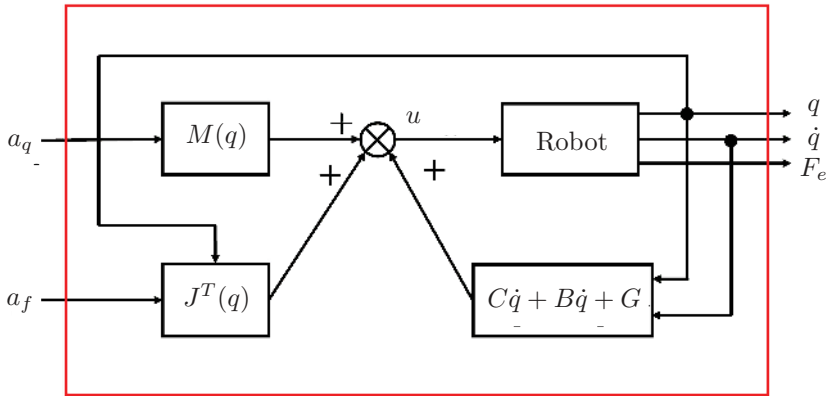 a_q
M(q)
+
u
Robot
q
q̇
F_e
+
+
a_f
J^T(q)
Cq̇ + Bq̇ + G